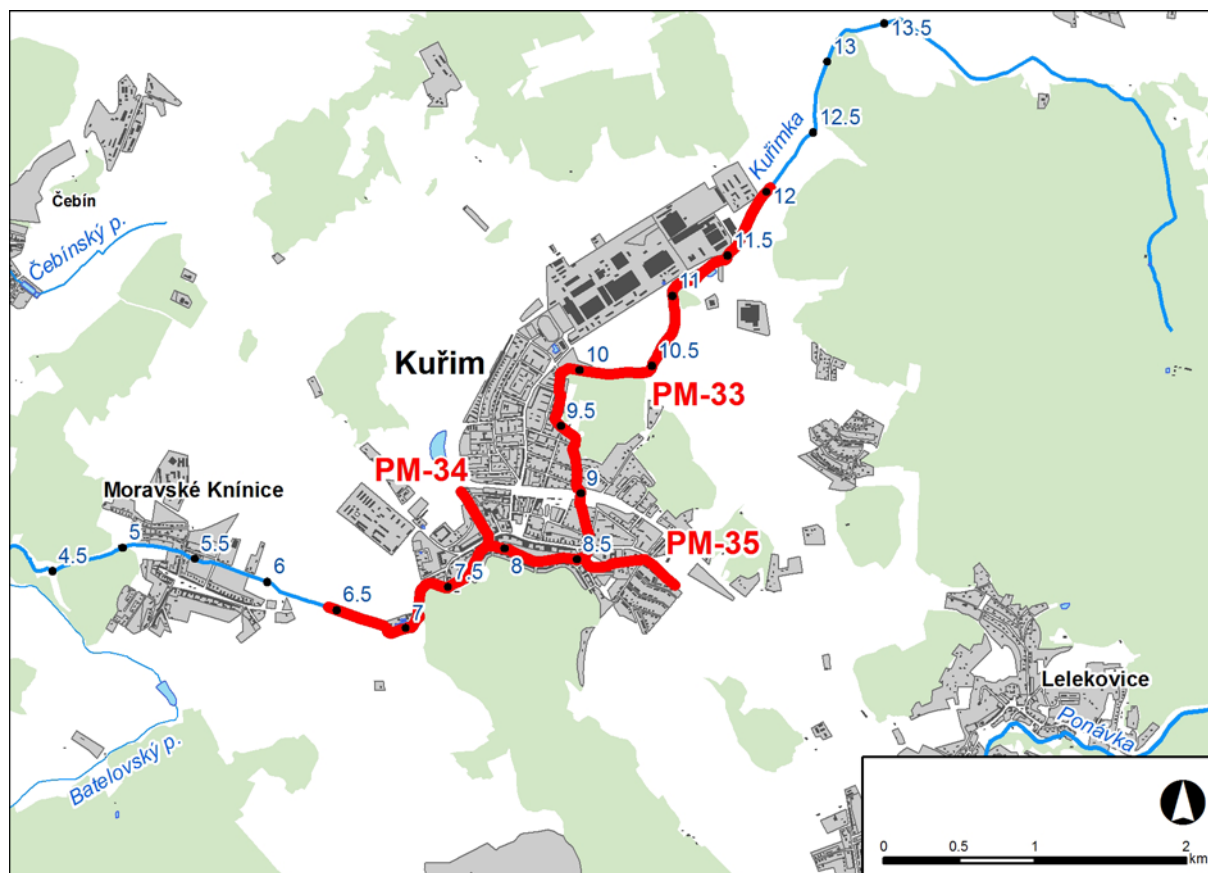 13.5
13
12.5
Kuřimka
12
Čebín
Čebínský p.
11.5
11
Kuřim
10
10.5
PM-33
9.5
PM-34
Moravské Knínice
9
5
5.5
4.5
6
8.5
PM-35
8
7.5
6.5
7
Lelekovice
Ponávka
Batelovský p.
0 0.5 1 2
km